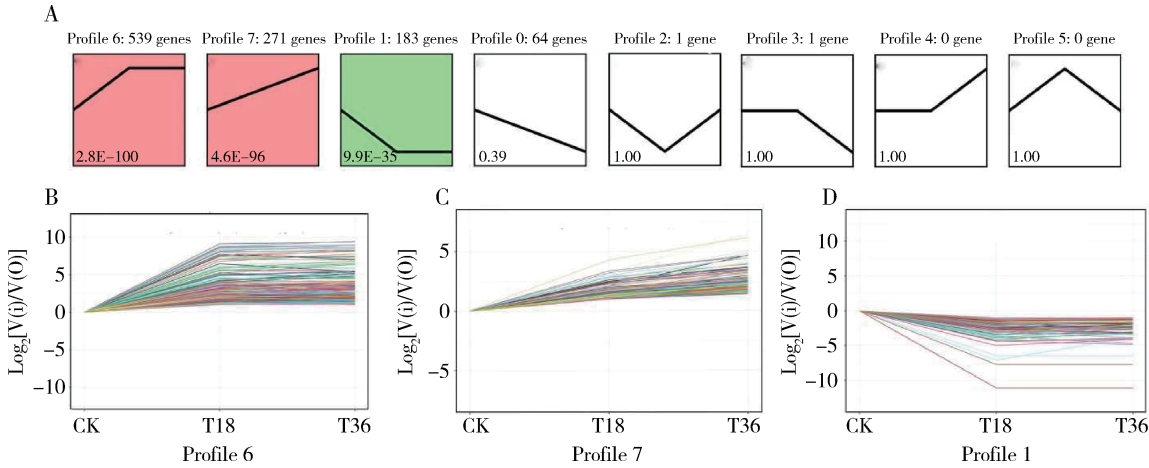 A
Profile 6: 539 genes
Profile 7: 271 genes
Profile 1: 183 genes
Profile 0: 64 genes
Profile 2: 1 gene
Profile 3: 1 gene
Profile 4: 0 gene
Profile 5: 0 gene
2.8E−100
4.6E−96
9.9E−35
0.39
1.00
1.00
1.00
1.00
B
Log2[V(i)/V(O)]
10
5
0
−5
−10
CK
T18
T36
Profile 6
C
Log2[V(i)/V(O)]
5
0
−5
CK
T18
T36
Profile 7
D
Log2[V(i)/V(O)]
10
5
0
−5
−10
CK
T18
T36
Profile 1